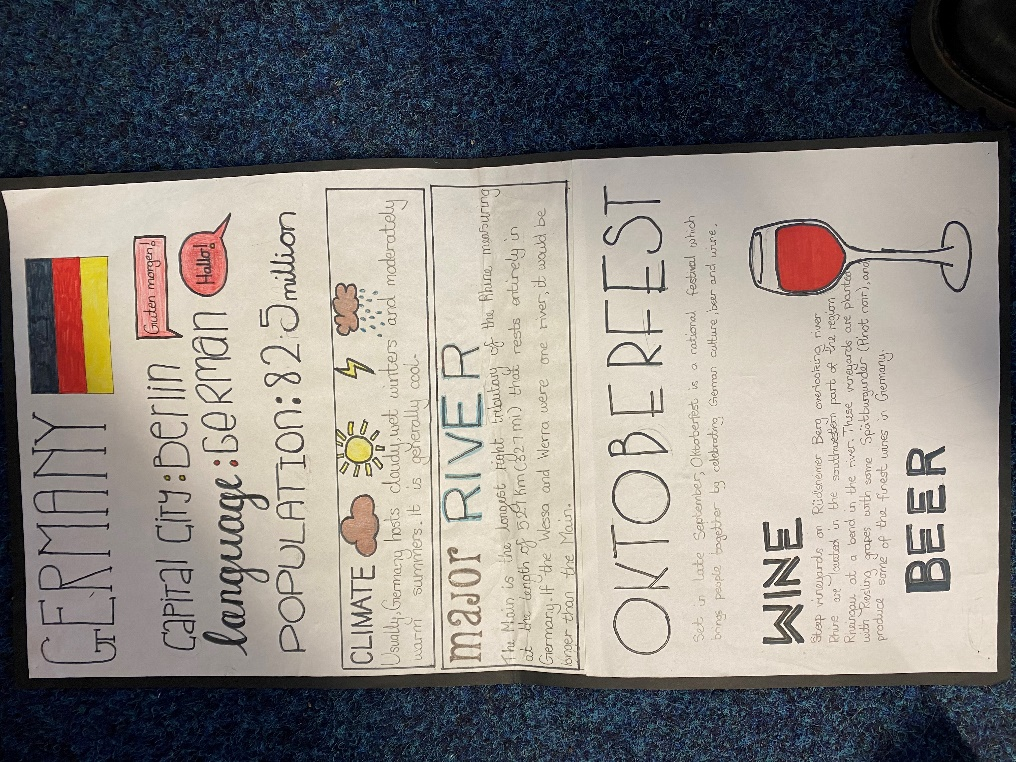 GERMANY
Guten morgen!
CAPITAL CITY: Berlin
Hallo!
language: GERMAN
POPULATION: 82.5 million
CLIMATE
Usually, Germany hosts cloudy, wet winters and moderately
warm summers. It is generally cool.
major RIVER
The Main is the longest right tributary of the Rhine measuring
at the length of 527km (327 mi) that rests entirely in
Germany. If the Wessa and Werra were one river, it would be
longer than the Main.
OKTOBERFEST
Set in late September, Oktoberfest is a national festival which
brings people together by celebrating German culture, beer and wine.
WINE
Steep vineyards on Rüdsheimer Berg overlooking river
Rhine are located in the southwestern part of the region
Rheingau at a bend in the river. These vineyards are planted
with Riesling grapes with some Spätburgunder (Pinot noir), and
produce some of the finest wines in Germany.
BEER